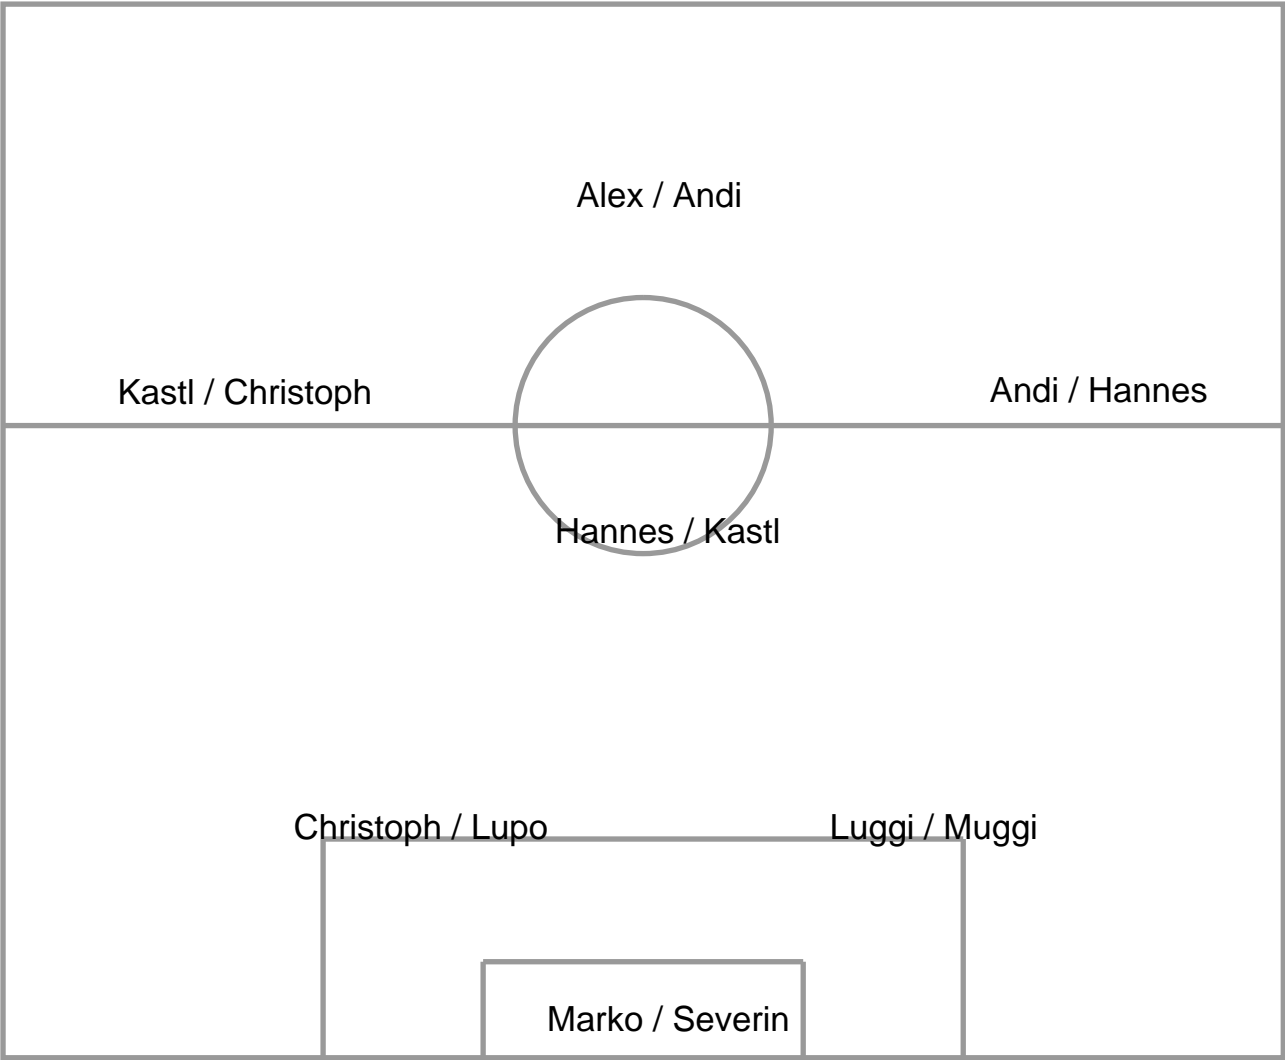 Alex / Andi
Kastl / Christoph
Andi / Hannes
Hannes / Kastl
Christoph / Lupo
Luggi / Muggi
Marko / Severin